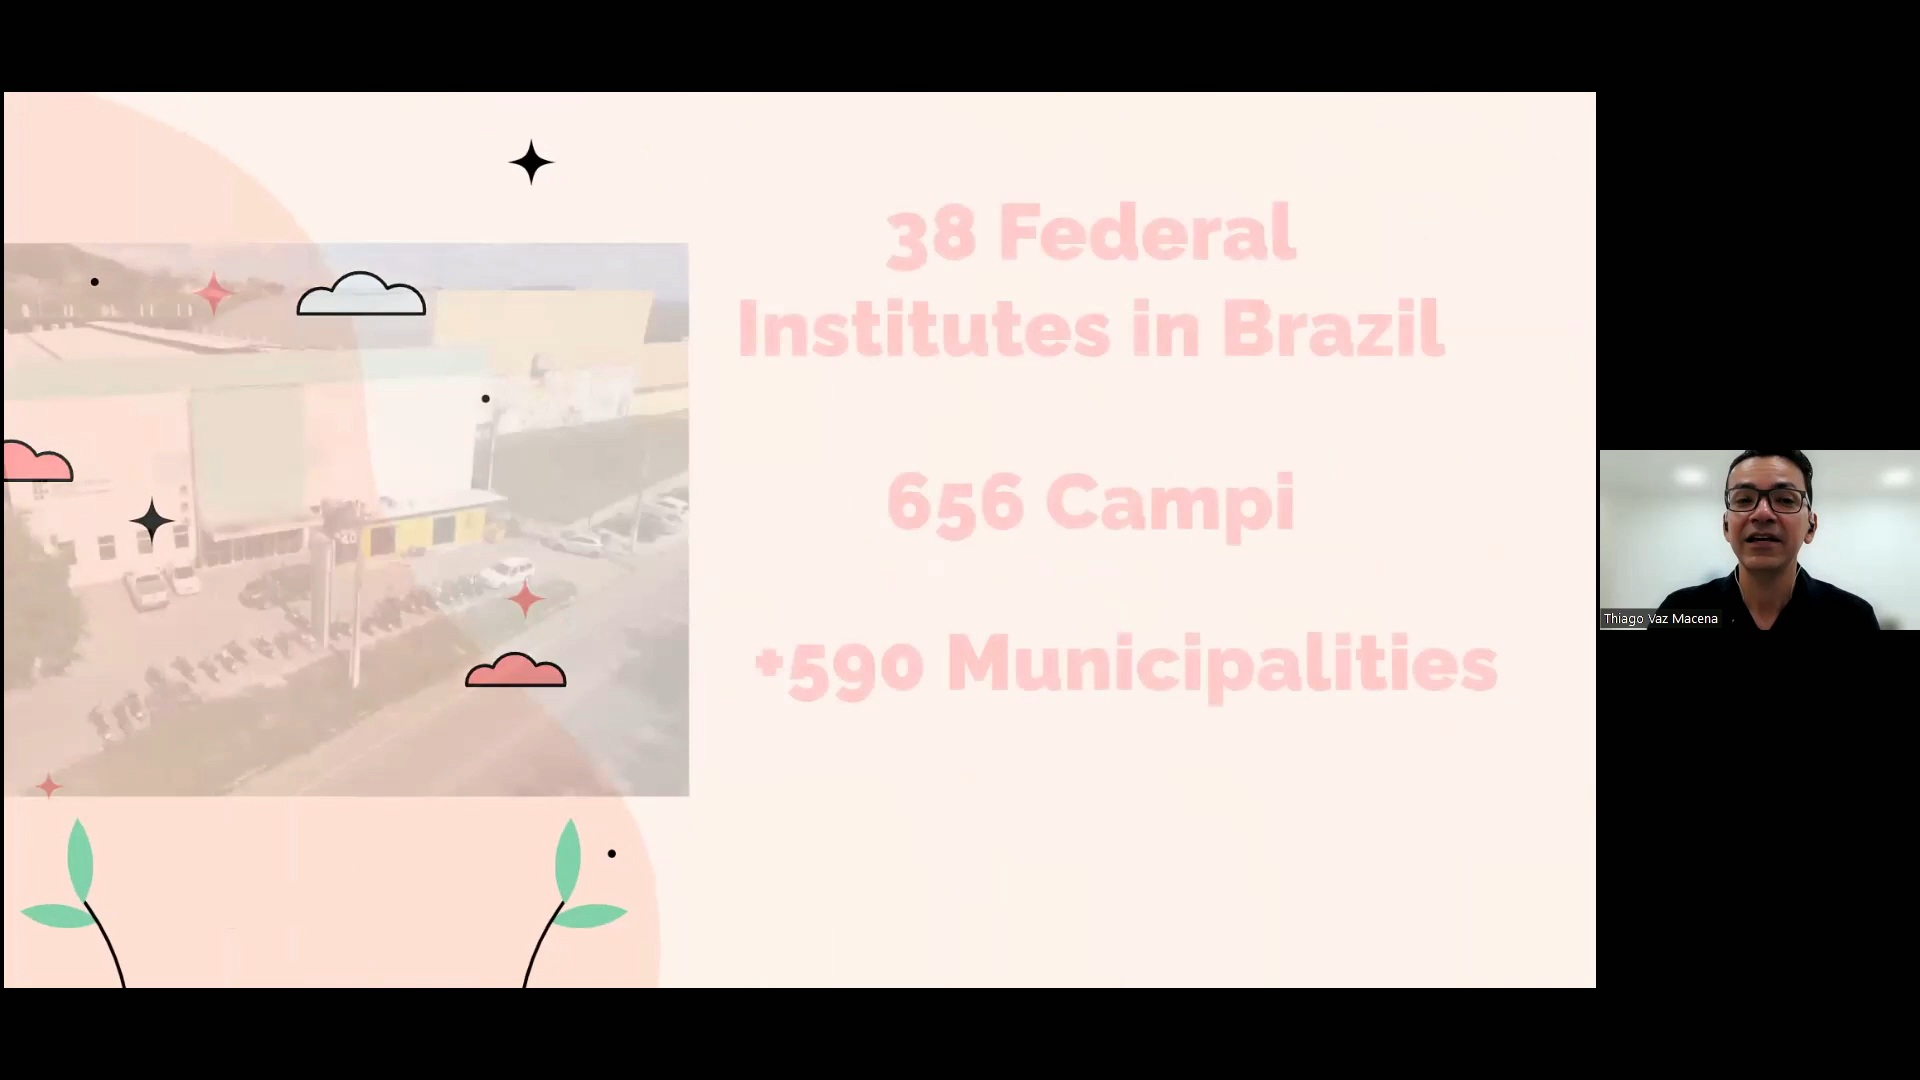 38 Federal
Institutes in Brazil
656 Campi
+590 Municipalities
Thiago Vaz Macena